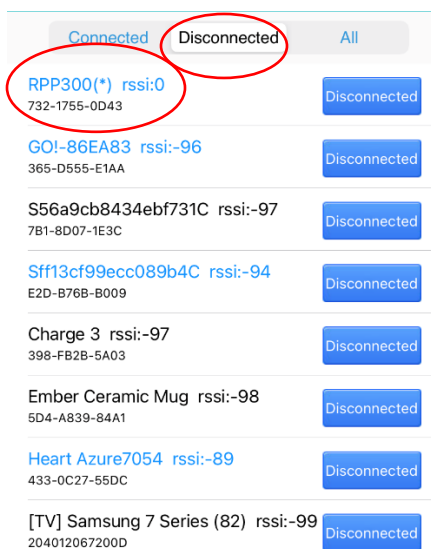 Connected Disconnected All
RPP300(*) rssi:0
732-1755-0D43
Disconnected
GO!-86EA83 rssi:-96
365-D555-E1AA
Disconnected
S56a9cb8434ebf731C rssi:-97
7B1-8D07-1E3C
Disconnected
Sff13cf99ecc089b4C rssi:-94
E2D-B76B-B009
Disconnected
Charge 3 rssi:-97
398-FB2B-5A03
Disconnected
Ember Ceramic Mug rssi:-98
5D4-A839-84A1
Disconnected
Heart Azure7054 rssi:-89
433-0C27-55DC
Disconnected
[TV] Samsung 7 Series (82) rssi:-99
204012067200D
Disconnected